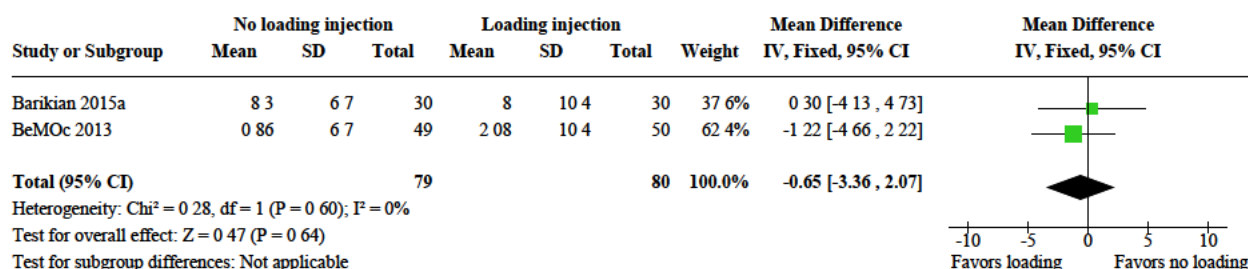 No loading injection Loading injection Mean Difference Mean Difference
Study or Subgroup Mean SD Total Mean SD Total Weight IV, Fixed, 95% CI IV, Fixed, 95% CI
Barikian 2015a 8 3 6 7 30 8 10 4 30 37 6% 0 30 [-4 13 , 4 73]
BeMOc 2013 0 86 6 7 49 2 08 10 4 50 62 4% -1 22 [-4 66 , 2 22]
Total (95% CI) 79 80 100.0% -0.65 [-3.36 , 2.07]
Heterogeneity: Chi² = 0 28, df = 1 (P = 0 60); I² = 0%
Test for overall effect: Z = 0 47 (P = 0 64)
Test for subgroup differences: Not applicable
-10 -5 0 5 10
Favors loading Favors no loading